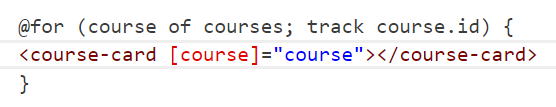 @for (course of courses; track course.id) {
<course-card [course]="course"></course-card>
}